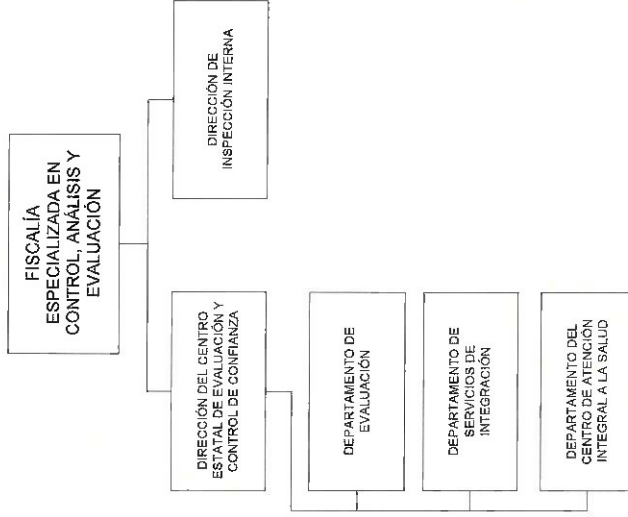 FISCALÍA
ESPECIALIZADA EN
CONTROL, ANÁLISIS Y
EVALUACIÓN
DIRECCIÓN DEL CENTRO
ESTATAL DE EVALUACIÓN Y
CONTROL DE CONFIANZA
DIRECCIÓN DE
INSPECCIÓN INTERNA
DEPARTAMENTO DE
EVALUACIÓN
DEPARTAMENTO DE
SERVICIOS DE
INTEGRACIÓN
DEPARTAMENTO DEL
CENTRO DE ATENCIÓN
INTEGRAL A LA SALUD